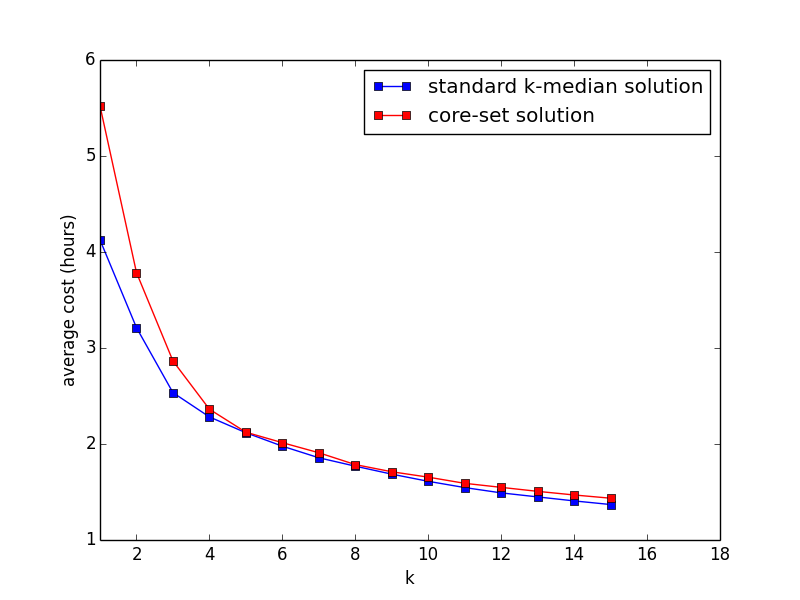 standard k-median solution
core-set solution
6
5
4
3
2
1
average cost (hours)
2 4 6 8 10 12 14 16 18
k